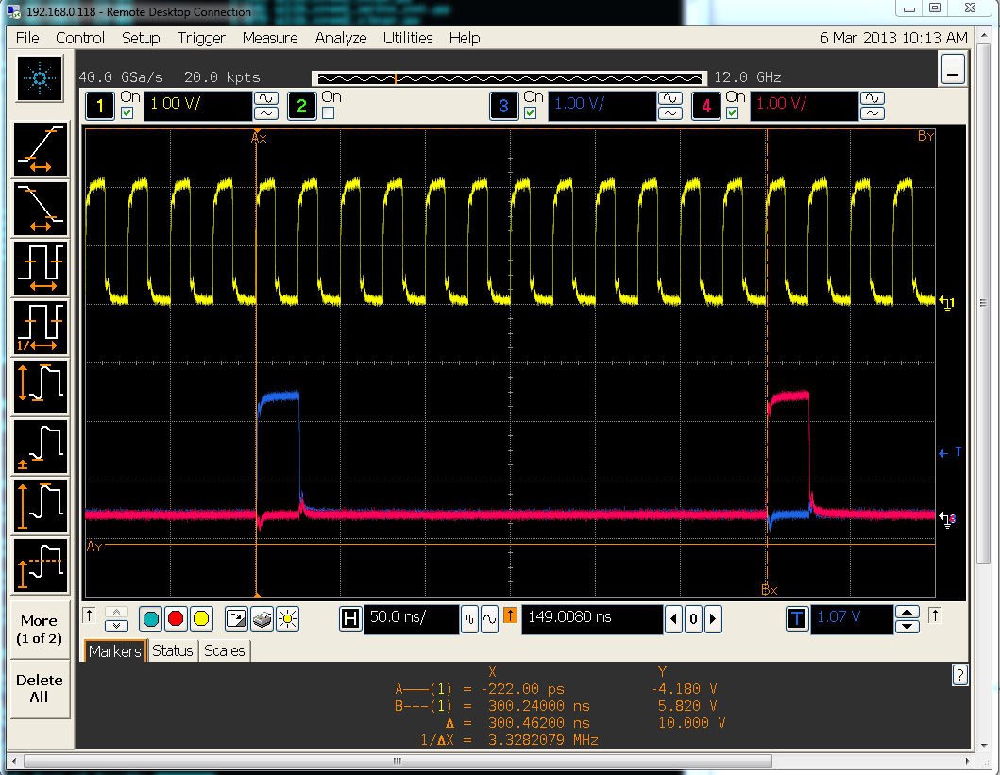 192.168.0.118 - Remote Desktop Connection
File Control Setup Trigger Measure Analyze Utilities Help 6 Mar 2013 10:13 AM
40.0 GSa/s 20.0 kpts 12.0 GHz
1 On 1.00 V/ 2 On 3 On 1.00 V/ 4 On 1.00 V/
Ax By
1
1/
T
Ay
Bx
H 50.0 ns/ 149.0080 ns 0 T 1.07 V
More
(1 of 2)
Delete
All
Markers Status Scales
?
X Y
A——(1) = -222.00 ps -4.180 V
B---(1) = 300.24000 ns 5.820 V
Δ = 300.46200 ns 10.000 V
1/ΔX = 3.3282079 MHz